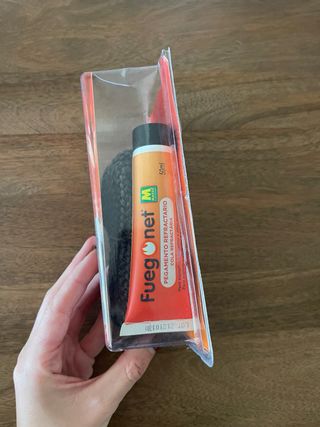 M
Fuegonet
PEGAMENTO REFRACTARIO
COLA REFRACTÁRIA
50ml